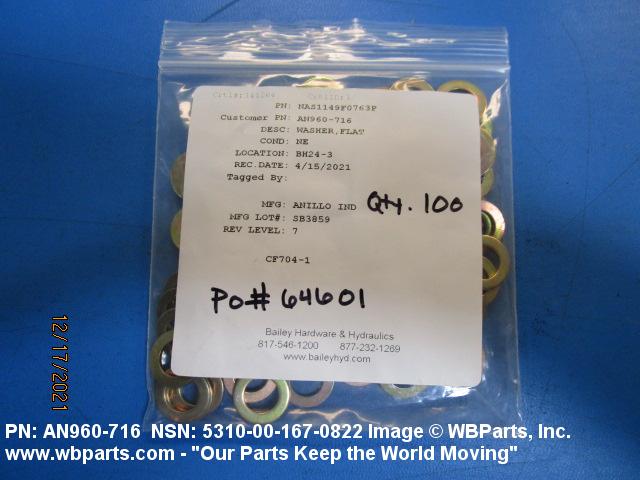 PN: NAS1149F0763P
Customer PN: AN960-716
DESC: WASHER,FLAT
COND: NE
LOCATION: BH24-3
REC.DATE: 4/15/2021
Tagged By:
MFG: ANILLO IND Qty. 100
MFG LOT#: SB3859
REV LEVEL: 7
CF704-1
PO# 64601
Bailey Hardware & Hydraulics
817-546-1200 877-232-1269
www.baileyhyd.com
12/17/2021
PN: AN960-716 NSN: 5310-00-167-0822 Image © WBParts, Inc.
www.wbparts.com - "Our Parts Keep the World Moving"